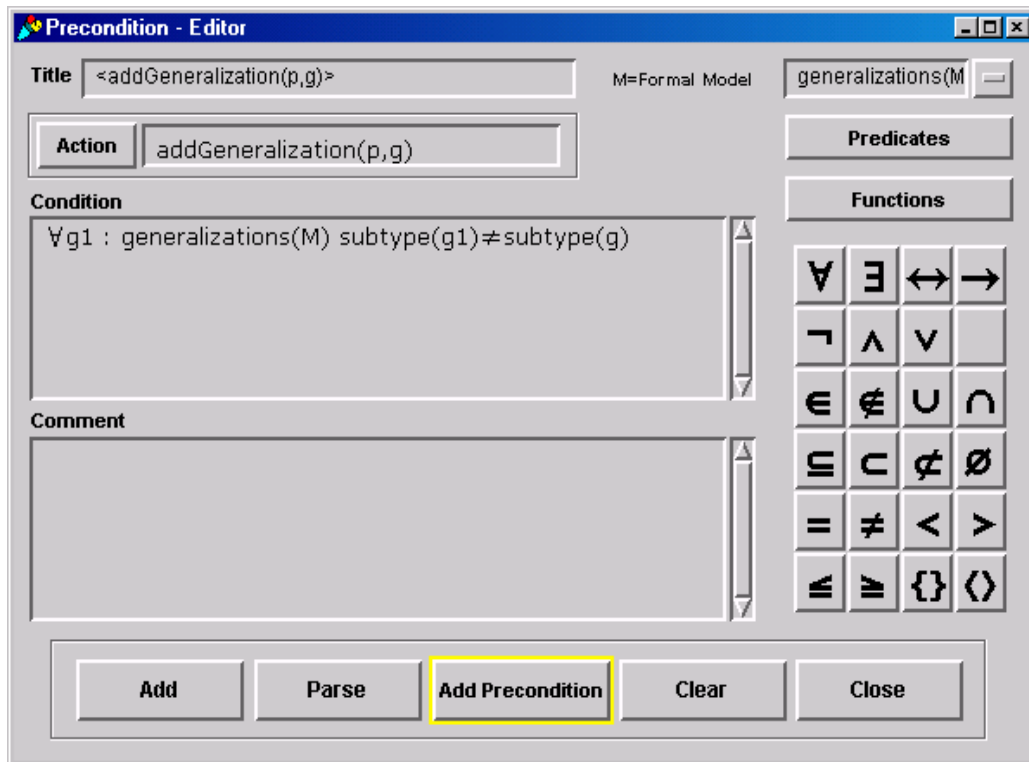 Precondition - Editor
Title <addGeneralization(p,g)> M=Formal Model generalizations(M
Action addGeneralization(p,g)
Predicates
Functions
Condition
∀g1 : generalizations(M) subtype(g1)≠subtype(g)
∀ ∃ ↔ →
¬ ∧ ∨
∈ ∉ ∪ ∩
⊆ ⊂ ⊄ ∅
= ≠ < >
≦ ≧ {} ⟨⟩
Comment
Add Parse Add Precondition Clear Close